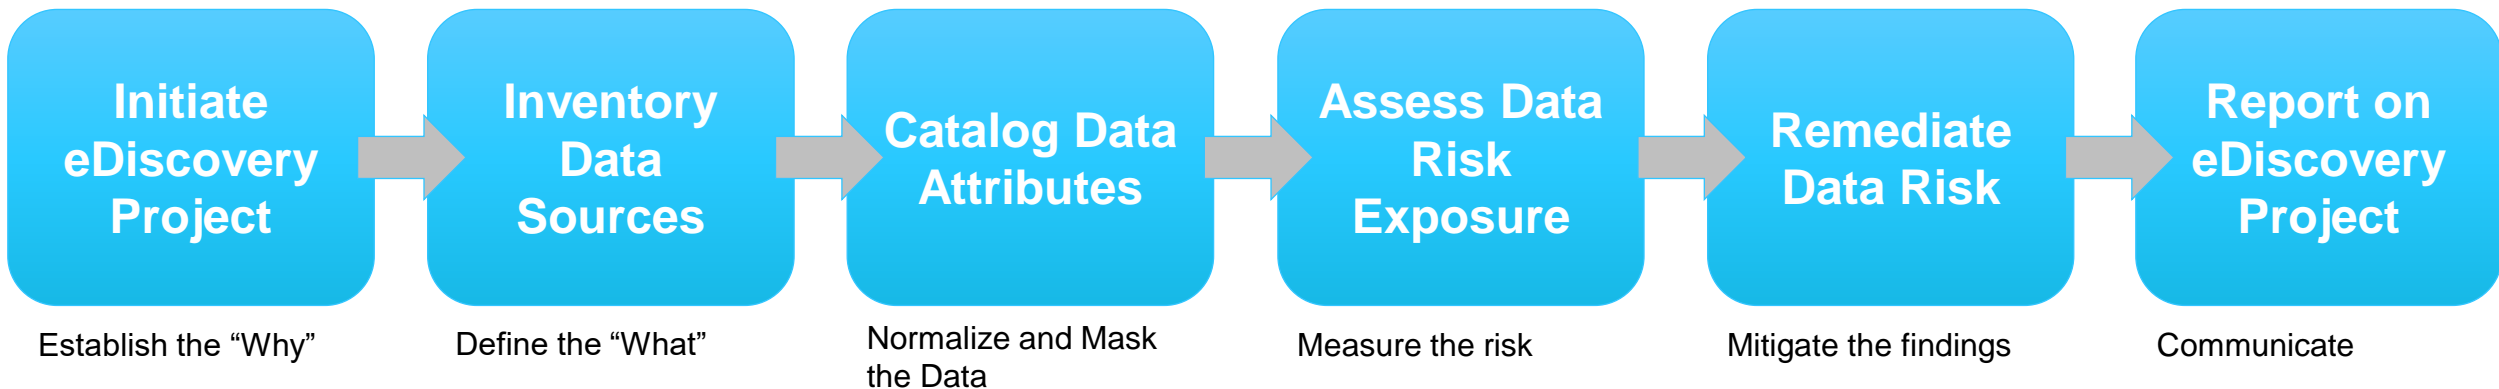 Initiate
eDiscovery
Project
Inventory
Data
Sources
Catalog Data
Attributes
Assess Data
Risk
Exposure
Remediate
Data Risk
Report on
eDiscovery
Project
Establish the “Why”
Define the “What”
Normalize and Mask
the Data
Measure the risk
Mitigate the findings
Communicate